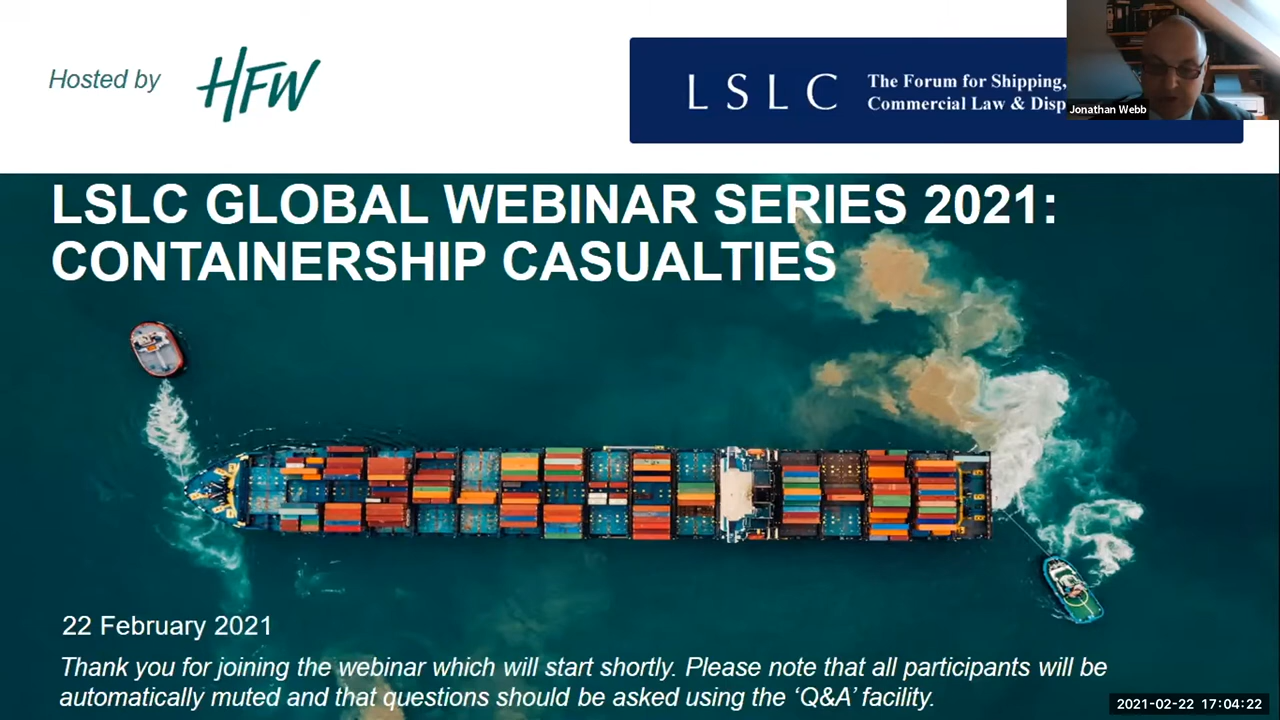 Hosted by HFW
LSLC The Forum for Shipping,
Commercial Law &
Jonathan Webb
LSLC GLOBAL WEBINAR SERIES 2021:
CONTAINERSHIP CASUALTIES
22 February 2021
Thank you for joining the webinar which will start shortly. Please note that all participants will be
automatically muted and that questions should be asked using the ‘Q&A’ facility.
2021-02-22 17:04:22